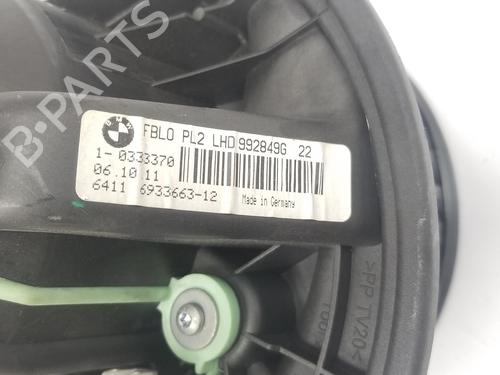 B-PARTS
BMW
FBLO PL2 LHD 992849G 22
1-0333370
06.10 11
6411 6933663-12 Made in Germany
>PP TV20<